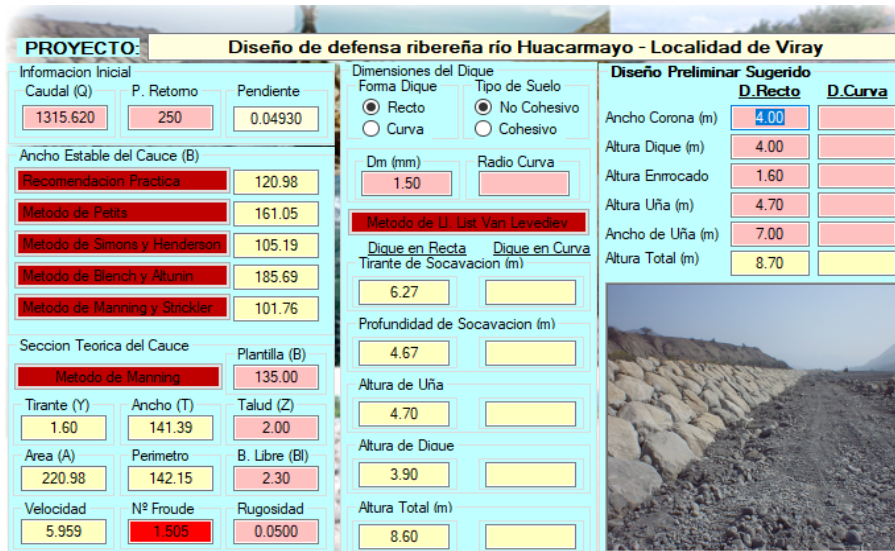 PROYECTO: Diseño de defensa ribereña río Huacarmayo - Localidad de Viray
Informacion Inicial
Caudal (Q) P. Retorno Pendiente
1315.620 250 0.04930
Ancho Estable del Cauce (B)
Recomendacion Practica 120.98
Metodo de Petits 161.05
Metodo de Simons y Henderson 105.19
Metodo de Blench y Altunin 185.69
Metodo de Manning y Strickler 101.76
Seccion Teorica del Cauce
Plantilla (B)
Metodo de Manning 135.00
Tirante (Y) Ancho (T) Talud (Z)
1.60 141.39 2.00
Area (A) Perimetro B. Libre (Bl)
220.98 142.15 2.30
Velocidad Nº Froude Rugosidad
5.959 1.505 0.0500
Dimensiones del Dique
Forma Dique Tipo de Suelo
Recto No Cohesivo
Curva Cohesivo
Dm (mm) Radio Curva
1.50
Metodo de LL. List Van Levediev
Dique en Recta Dique en Curva
Tirante de Socavacion (m)
6.27
Profundidad de Socavacion (m)
4.67
Altura de Uña
4.70
Altura de Dique
3.90
Altura Total (m)
8.60
Diseño Preliminar Sugerido
D.Recto D.Curva
Ancho Corona (m) 4.00
Altura Dique (m) 4.00
Altura Enrrocado 1.60
Altura Uña (m) 4.70
Ancho de Uña (m) 7.00
Altura Total (m) 8.70